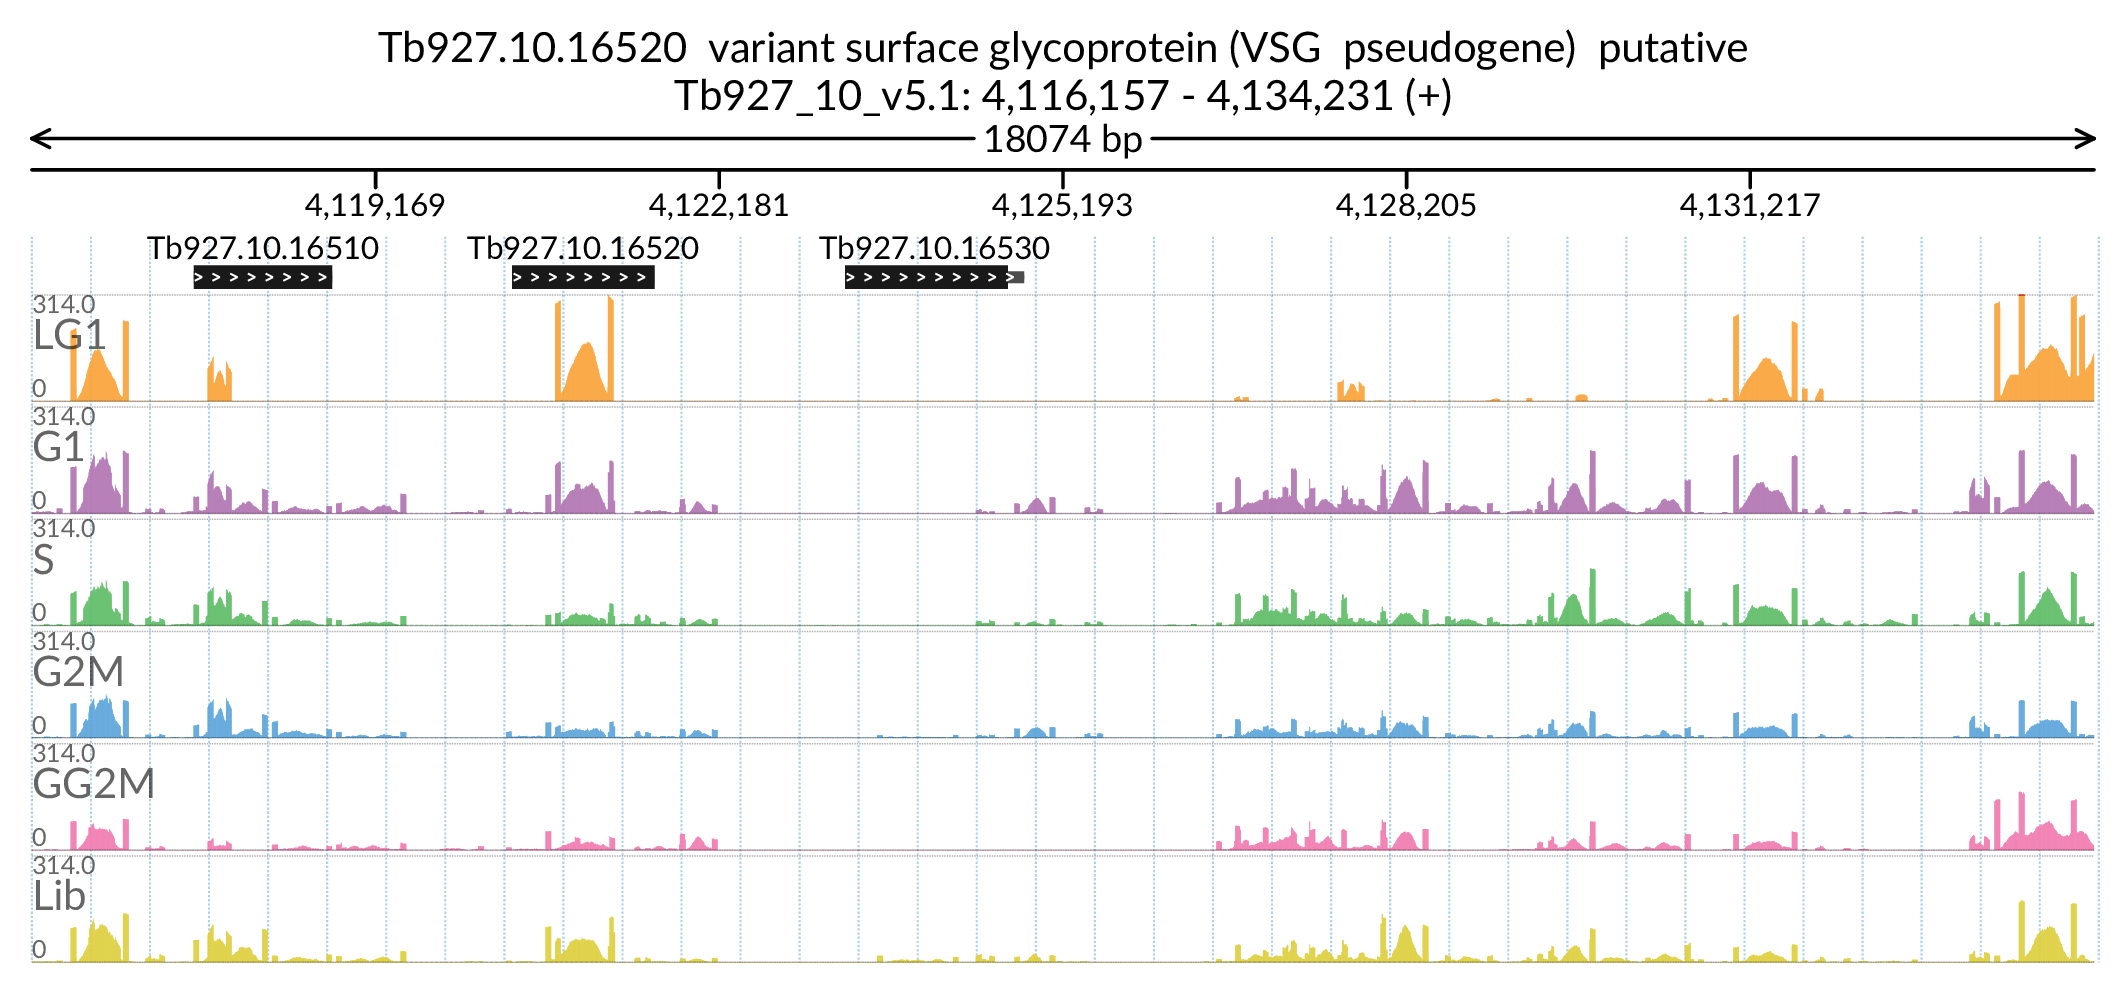 Tb927.10.16520  variant surface glycoprotein (VSG  pseudogene)  putative
Tb927_10_v5.1: 4,116,157 - 4,134,231 (+)
18074 bp
4,119,169 4,122,181 4,125,193 4,128,205 4,131,217
Tb927.10.16510 Tb927.10.16520 Tb927.10.16530
314.0
LG1
0
314.0
G1
0
314.0
S
0
314.0
G2M
0
314.0
GG2M
0
314.0
Lib
0